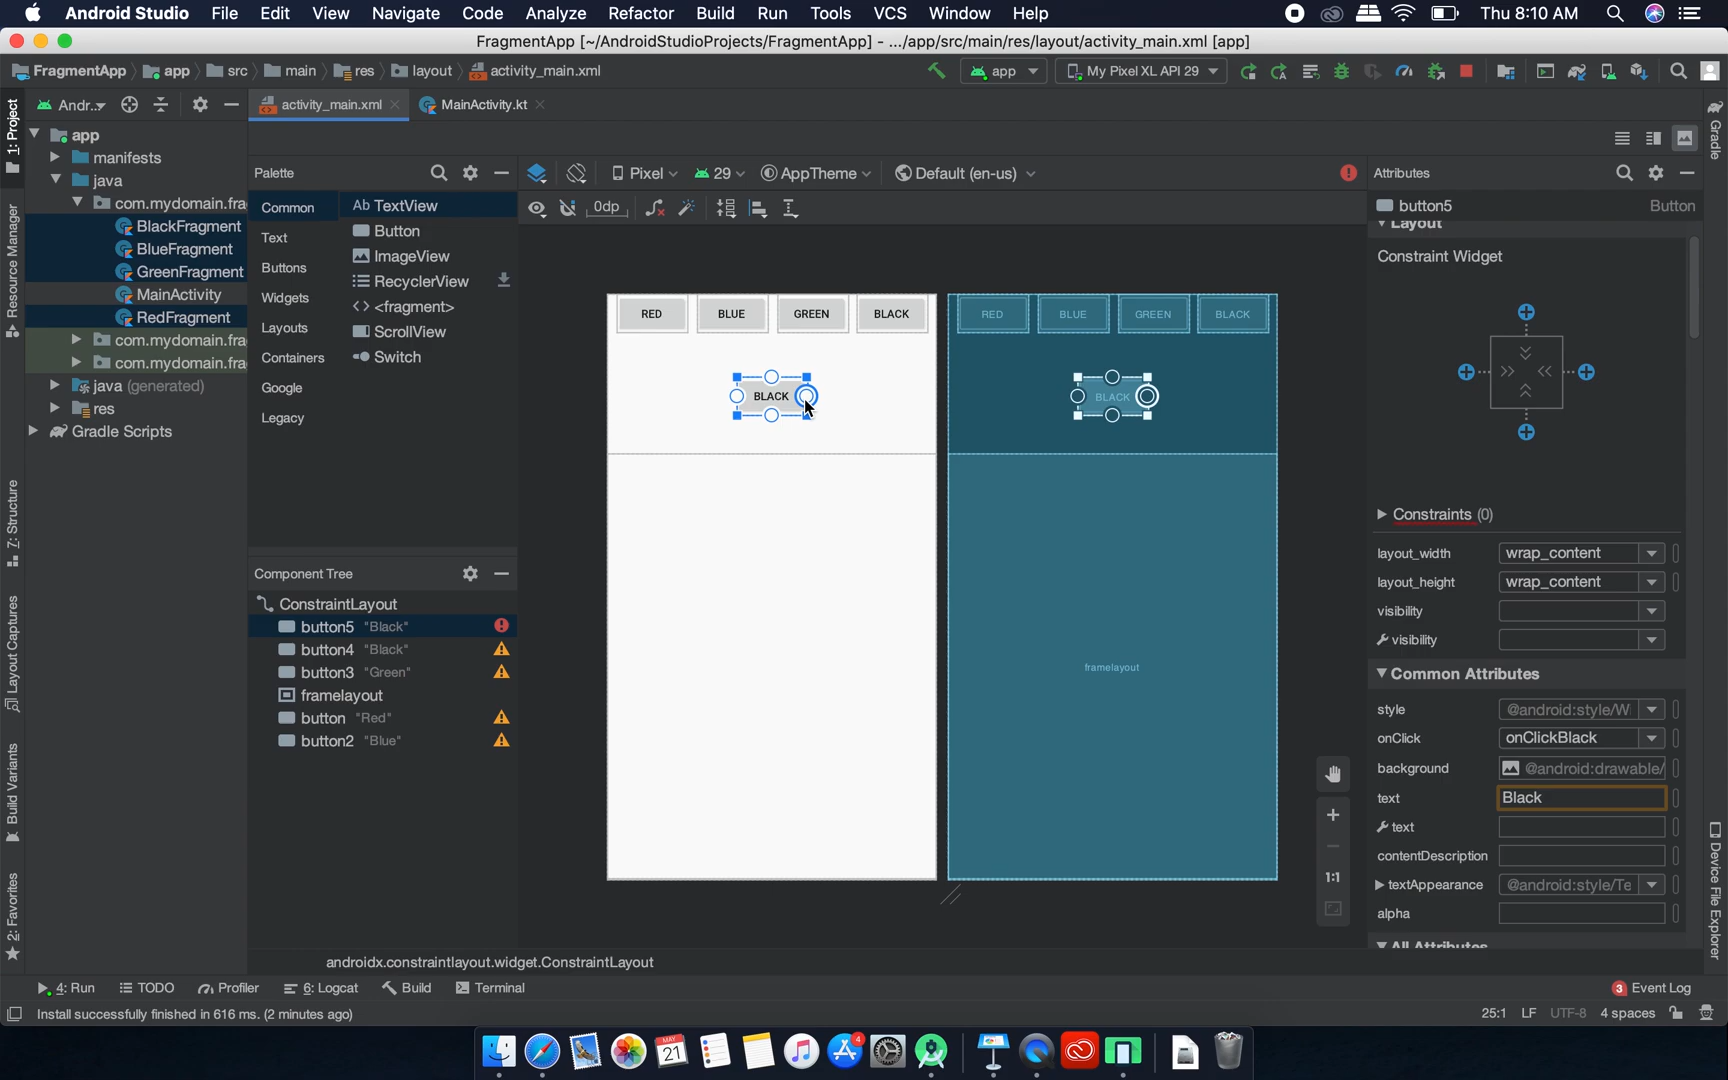 Android Studio File Edit View Navigate Code Analyze Refactor Build Run Tools VCS Window Help Thu 8:10 AM
FragmentApp [~/AndroidStudioProjects/FragmentApp] - .../app/src/main/res/layout/activity_main.xml [app]
FragmentApp app src main res layout activity_main.xml app My Pixel XL API 29
Andr... activity_main.xml MainActivity.kt
1: Project
Resource Manager
7: Structure
Layout Captures
Build Variants
2: Favorites
app
manifests
java
com.mydomain.fra
BlackFragment
BlueFragment
GreenFragment
MainActivity
RedFragment
com.mydomain.fra
com.mydomain.fra
java (generated)
res
Gradle Scripts
Palette
Common
Text
Buttons
Widgets
Layouts
Containers
Google
Legacy
Ab TextView
Button
ImageView
RecyclerView
<fragment>
ScrollView
Switch
Component Tree
ConstraintLayout
button5 "Black"
button4 "Black"
button3 "Green"
framelayout
button "Red"
button2 "Blue"
Pixel 29 AppTheme Default (en-us)
0dp
RED BLUE GREEN BLACK
BLACK
RED BLUE GREEN BLACK
BLACK
framelayout
1:1
androidx.constraintlayout.widget.ConstraintLayout
Attributes
button5 Button
Layout
Constraint Widget
Constraints (0)
layout_width wrap_content
layout_height wrap_content
visibility
visibility
Common Attributes
style @android:style/W
onClick onClickBlack
background @android:drawable/
text Black
text
contentDescription
textAppearance @android:style/Te
alpha
All Attributes
Gradle
Device File Explorer
4: Run TODO Profiler 6: Logcat Build Terminal 3 Event Log
Install successfully finished in 616 ms. (2 minutes ago) 25:1 LF UTF-8 4 spaces
MAY
21
4